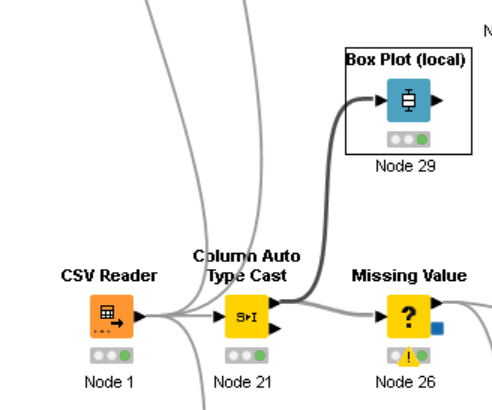 N
Box Plot (local)
Node 29
Column Auto
Type Cast
CSV Reader
Missing Value
S▸I
?
!
Node 1
Node 21
Node 26